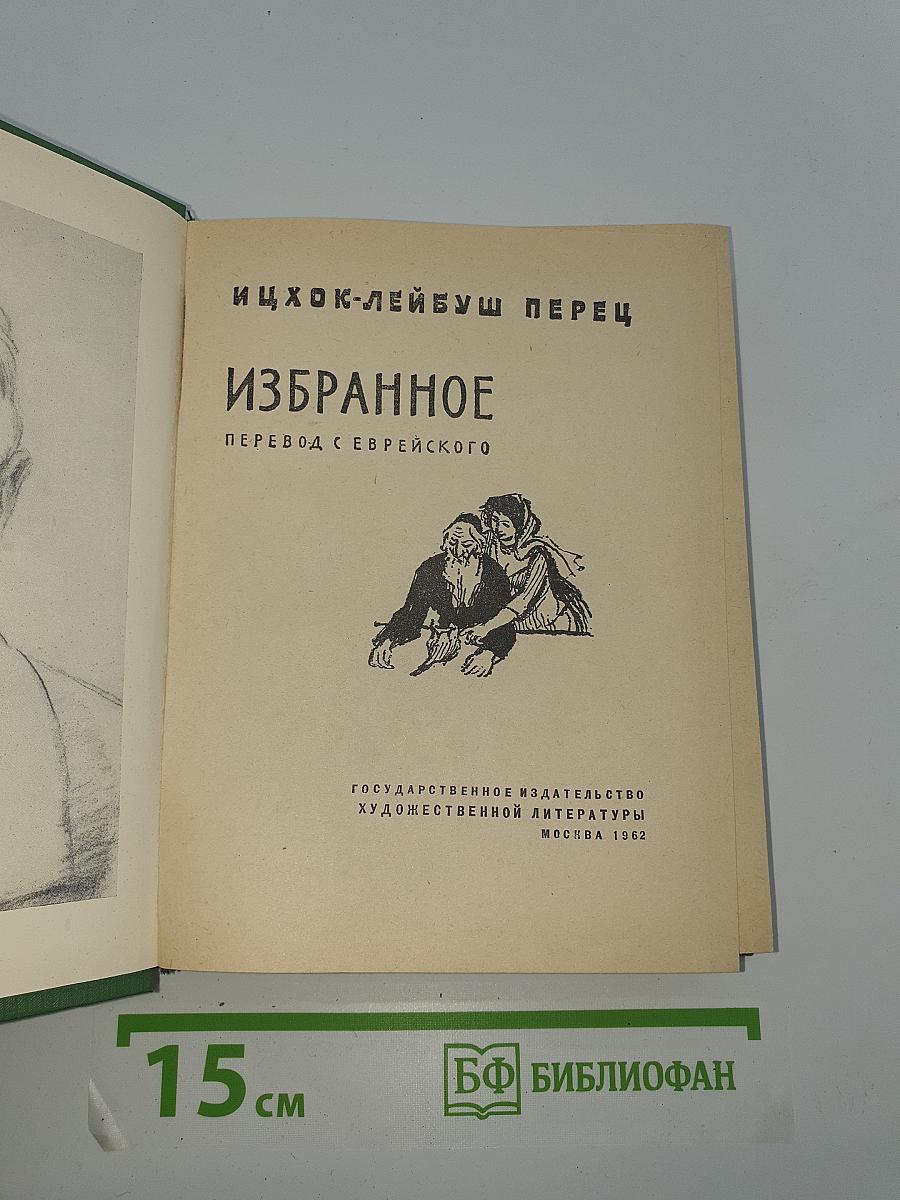 ИЦХОК-ЛЕЙБУШ ПЕРЕЦ
ИЗБРАННОЕ
ПЕРЕВОД С ЕВРЕЙСКОГО
ГОСУДАРСТВЕННОЕ ИЗДАТЕЛЬСТВО
ХУДОЖЕСТВЕННОЙ ЛИТЕРАТУРЫ
МОСКВА 1962
15 см
БФ БИБЛИОФАН